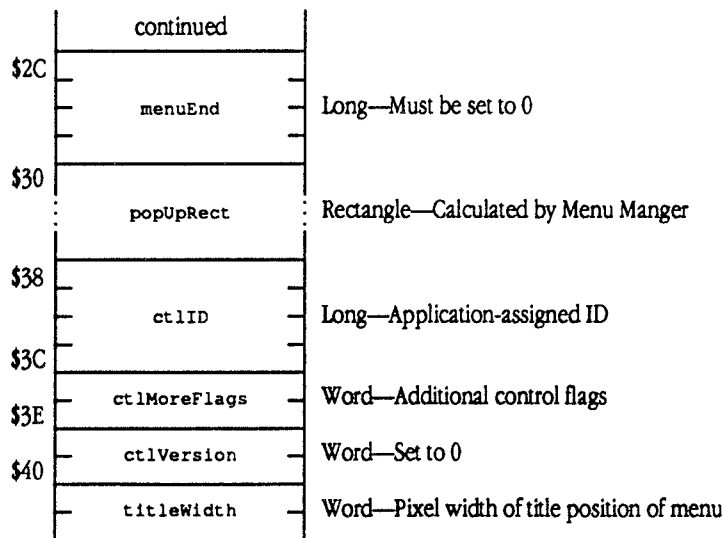 continued
$2C
menuEnd Long—Must be set to 0
$30
popUpRect Rectangle—Calculated by Menu Manger
$38
ctlID Long—Application-assigned ID
$3C
ctlMoreFlags Word—Additional control flags
$3E
ctlVersion Word—Set to 0
$40
titleWidth Word—Pixel width of title position of menu